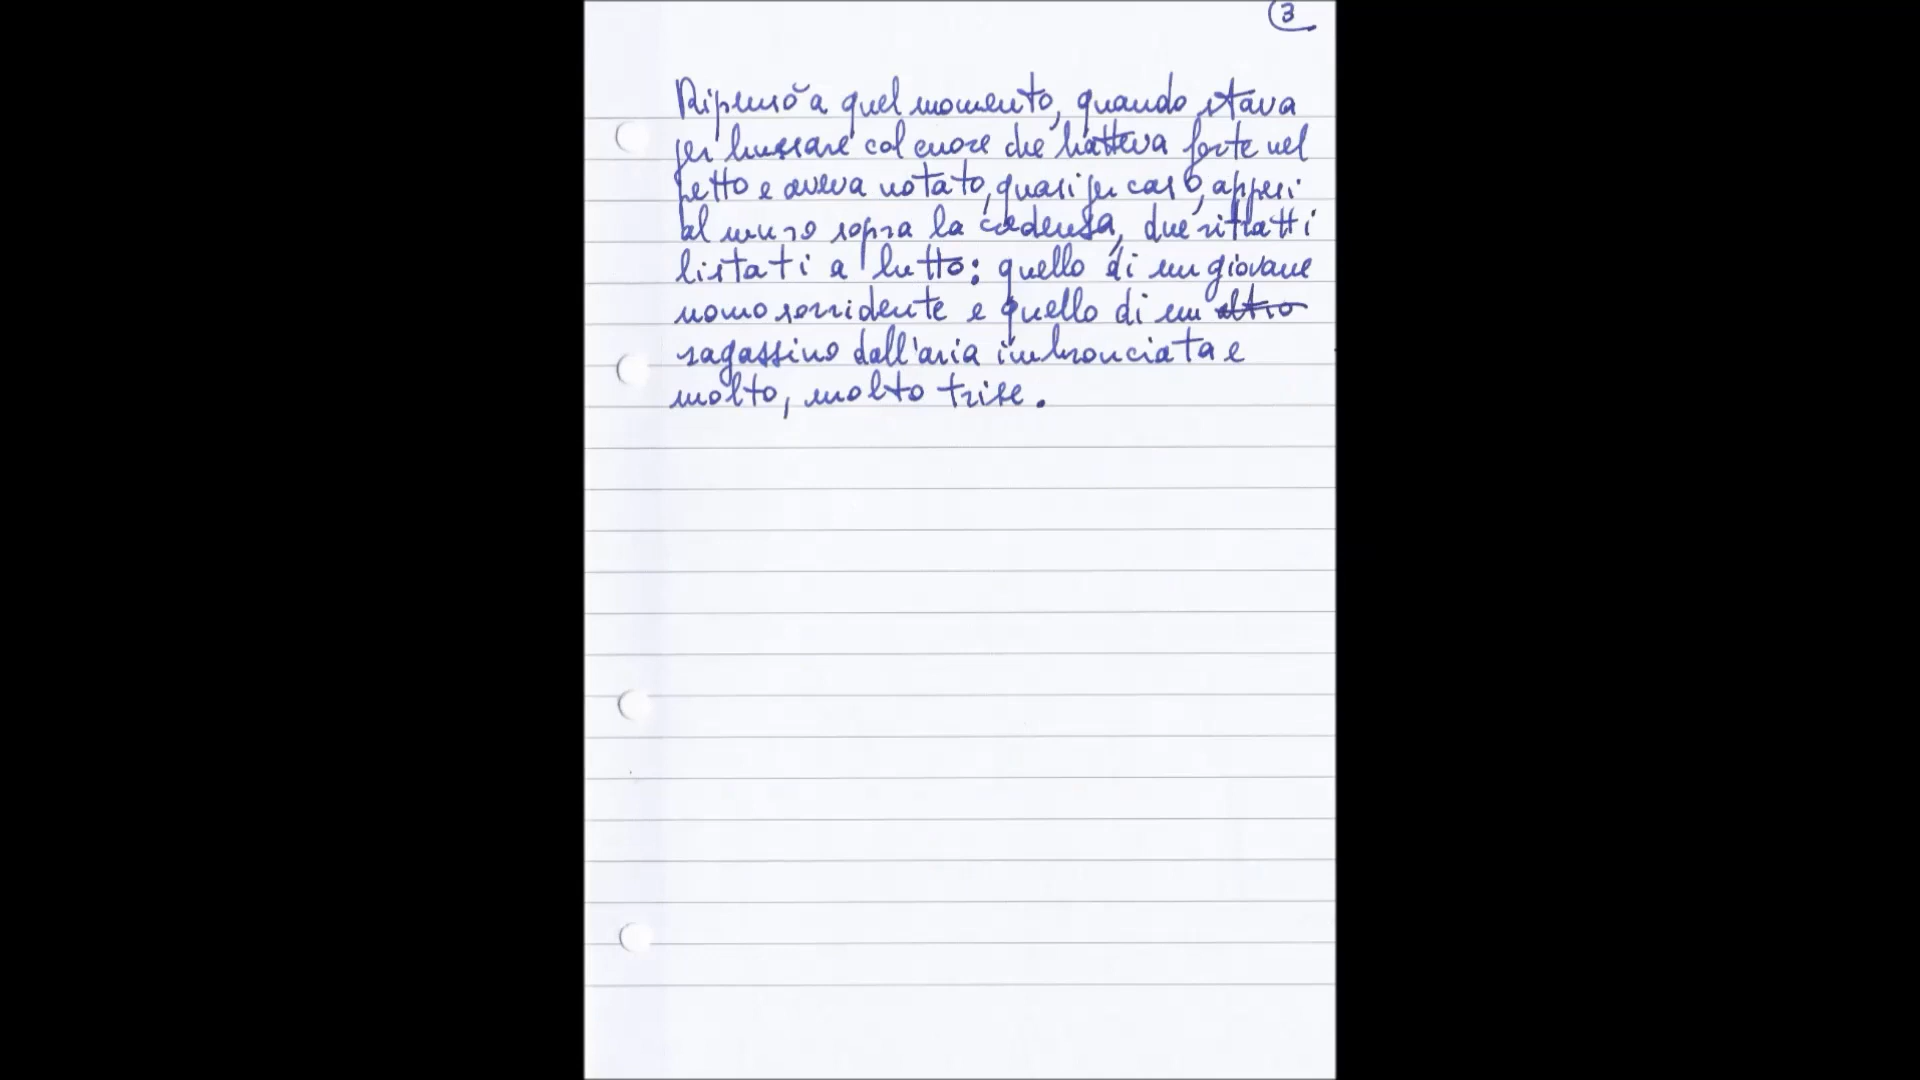 3
Ripensò a quel momento, quando stava
per bussare col cuore che batteva forte nel
petto e aveva notato, quasi per caso, appesi
al muro sopra la credenza, due ritratti
listati a lutto: quello di un giovane
uomo sorridente e quello di un altro
ragazzino dall'aria imbronciata e
molto, molto triste.